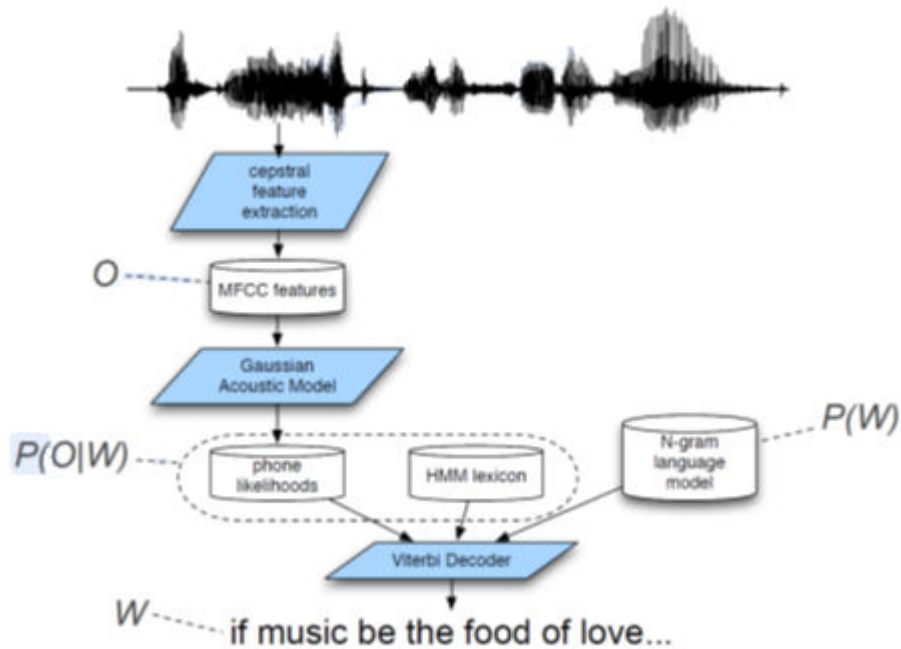 cepstral
feature
extraction
O
MFCC features
Gaussian
Acoustic Model
P(O|W)
phone
likelihoods
HMM lexicon
N-gram
language
model
P(W)
Viterbi Decoder
W
if music be the food of love...